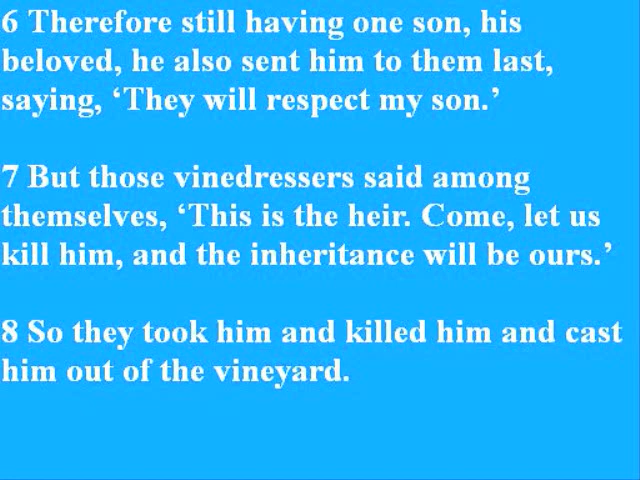 6 Therefore still having one son, his
beloved, he also sent him to them last,
saying, ‘They will respect my son.’
7 But those vinedressers said among
themselves, ‘This is the heir. Come, let us
kill him, and the inheritance will be ours.’
8 So they took him and killed him and cast
him out of the vineyard.